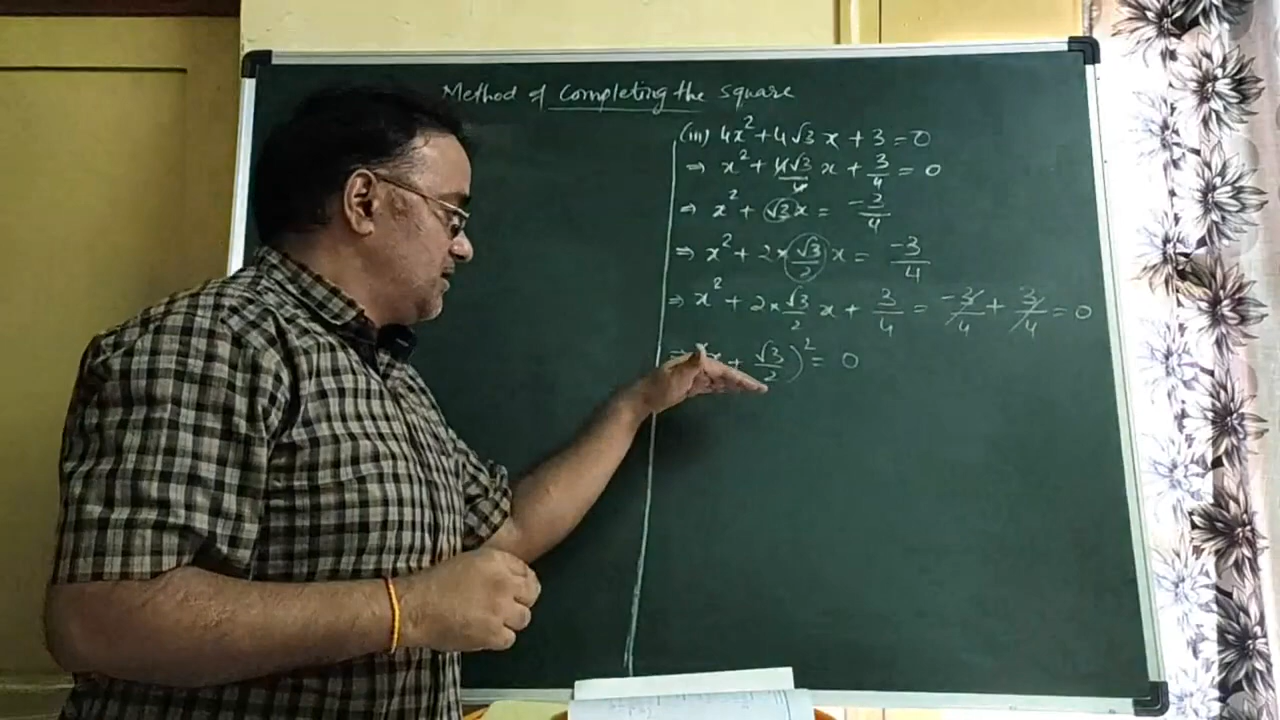 Method of Completing the square
(iii) 4x² + 4√3 x + 3 = 0
⇒ x² + 4√3/4 x + 3/4 = 0
⇒ x² + √3 x = -3/4
⇒ x² + 2 × √3/2 x = -3/4
⇒ x² + 2 × √3/2 x + 3/4 = -3/4 + 3/4 = 0
⇒ x + √3/2 )² = 0